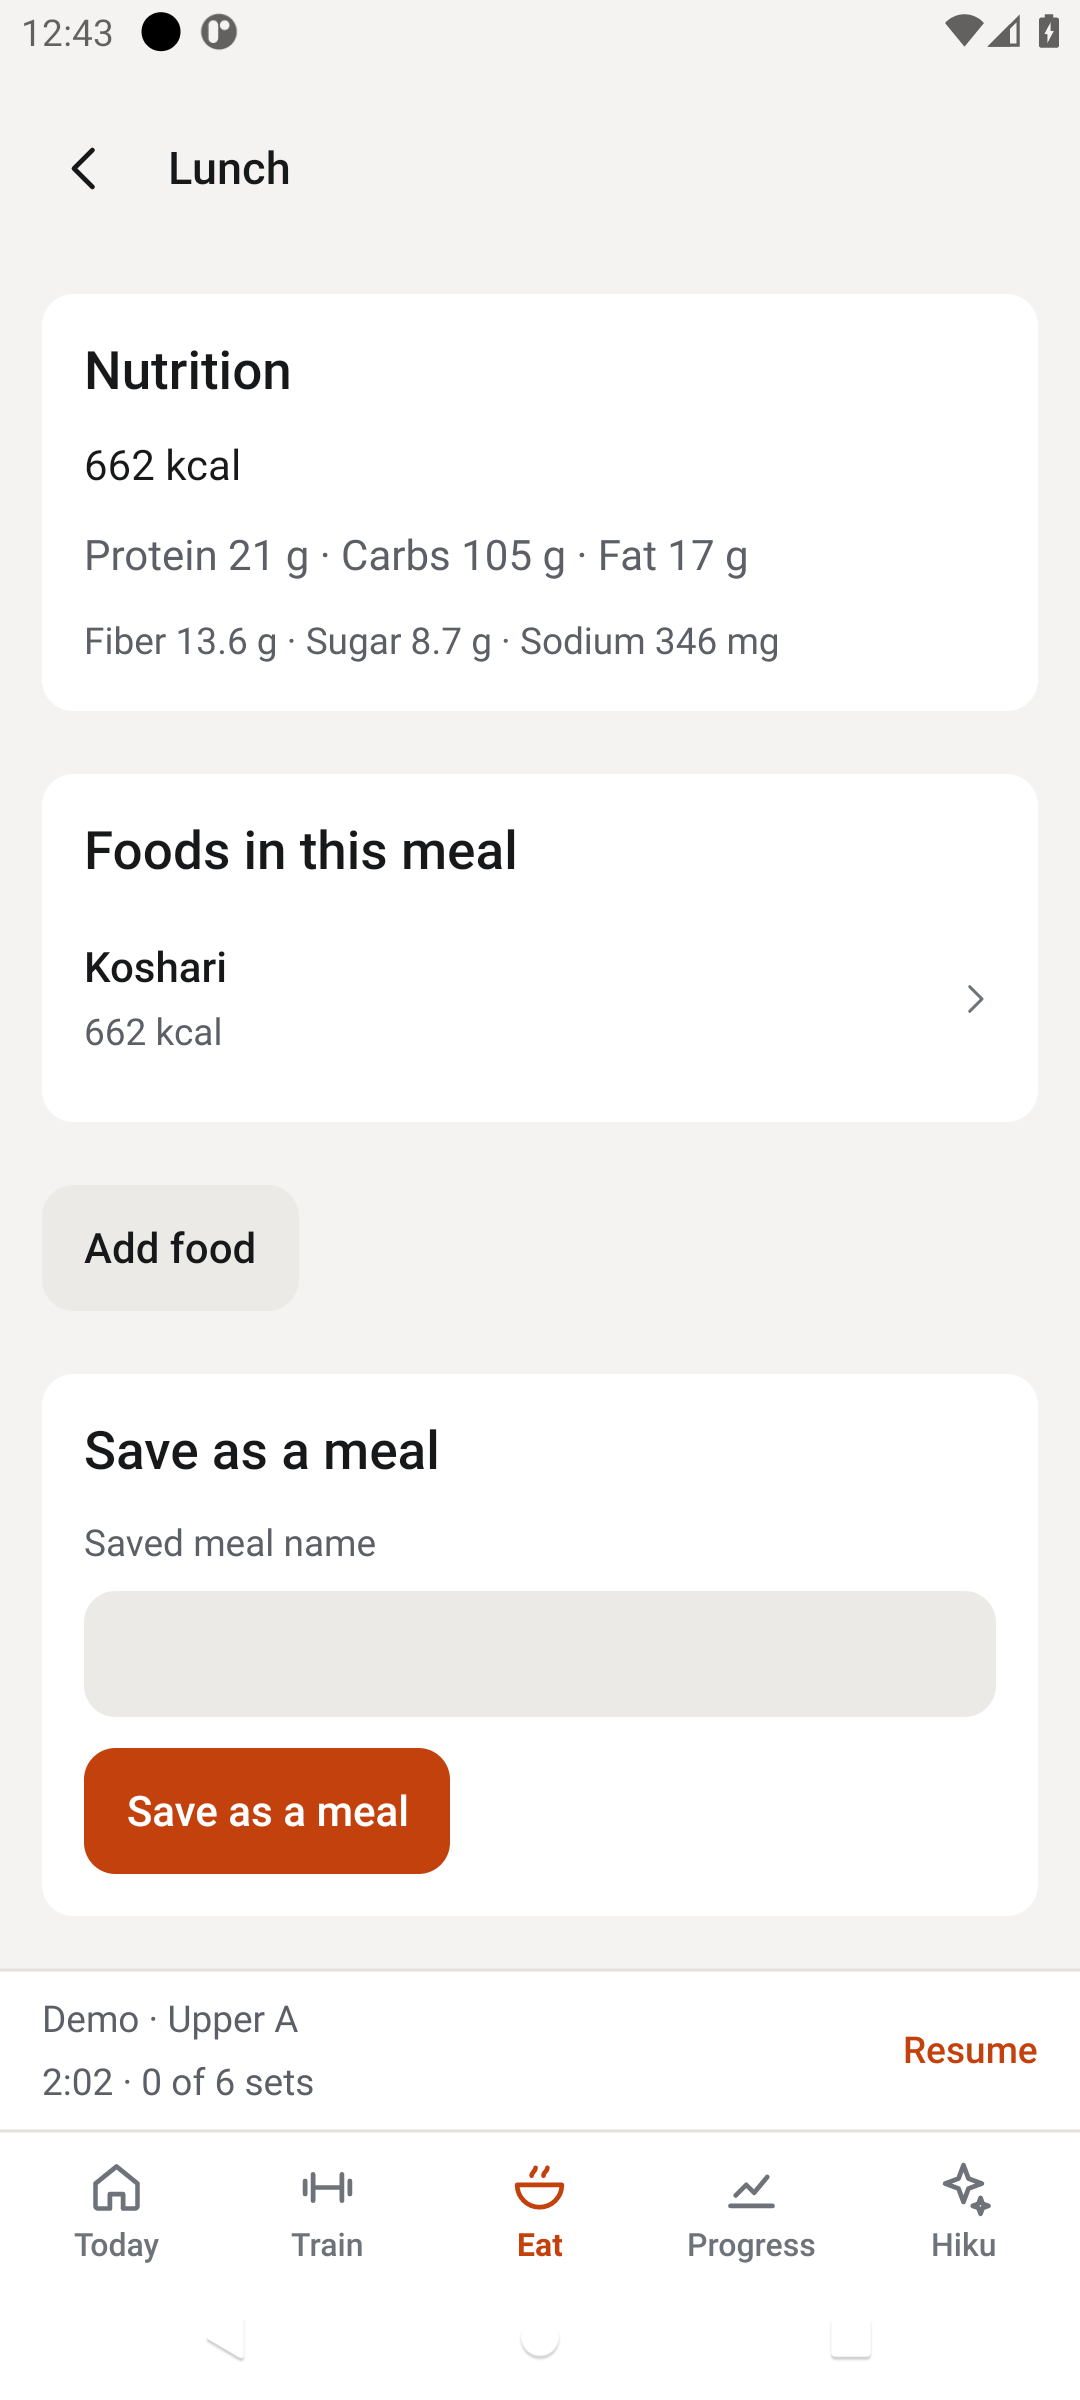 12:43
Lunch
Nutrition
662 kcal
Protein 21 g · Carbs 105 g · Fat 17 g
Fiber 13.6 g · Sugar 8.7 g · Sodium 346 mg
Foods in this meal
Koshari
662 kcal
Add food
Save as a meal
Saved meal name
Save as a meal
Demo · Upper A
2:02 · 0 of 6 sets
Resume
Today
Train
Eat
Progress
Hiku